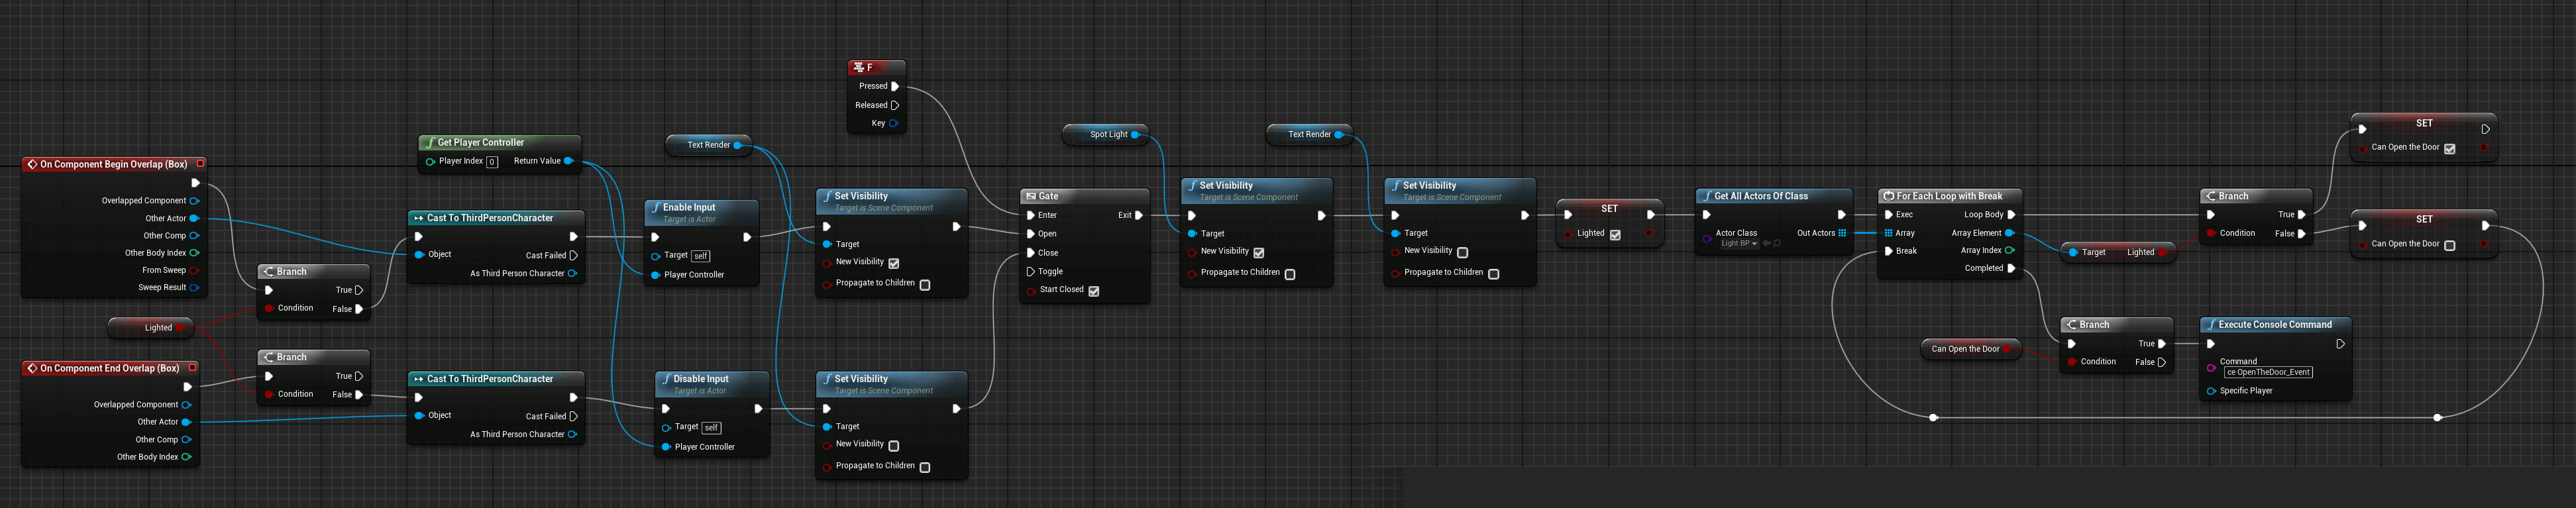 F
Pressed
Released
Key
Get Player Controller
Player Index 0
Return Value
Text Render
On Component Begin Overlap (Box)
Overlapped Component
Other Actor
Other Comp
Other Body Index
From Sweep
Sweep Result
Branch
True
Condition
False
Lighted
On Component End Overlap (Box)
Overlapped Component
Other Actor
Other Comp
Other Body Index
Branch
True
Condition
False
Cast To ThirdPersonCharacter
Object
Cast Failed
As Third Person Character
Cast To ThirdPersonCharacter
Object
Cast Failed
As Third Person Character
Enable Input
Target is Actor
Target self
Player Controller
Disable Input
Target is Actor
Target self
Player Controller
Set Visibility
Target is Scene Component
Target
New Visibility
Propagate to Children
Set Visibility
Target is Scene Component
Target
New Visibility
Propagate to Children
Gate
Enter
Exit
Open
Close
Toggle
Start Closed
Spot Light
Set Visibility
Target is Scene Component
Target
New Visibility
Propagate to Children
Text Render
Set Visibility
Target is Scene Component
Target
New Visibility
Propagate to Children
SET
Lighted
Get All Actors Of Class
Actor Class
Light BP
Out Actors
For Each Loop with Break
Exec
Loop Body
Array
Array Element
Break
Array Index
Completed
Target
Lighted
Branch
True
Condition
False
SET
Can Open the Door
SET
Can Open the Door
Can Open the Door
Branch
True
Condition
False
Execute Console Command
Command
ce OpenTheDoor_Event
Specific Player